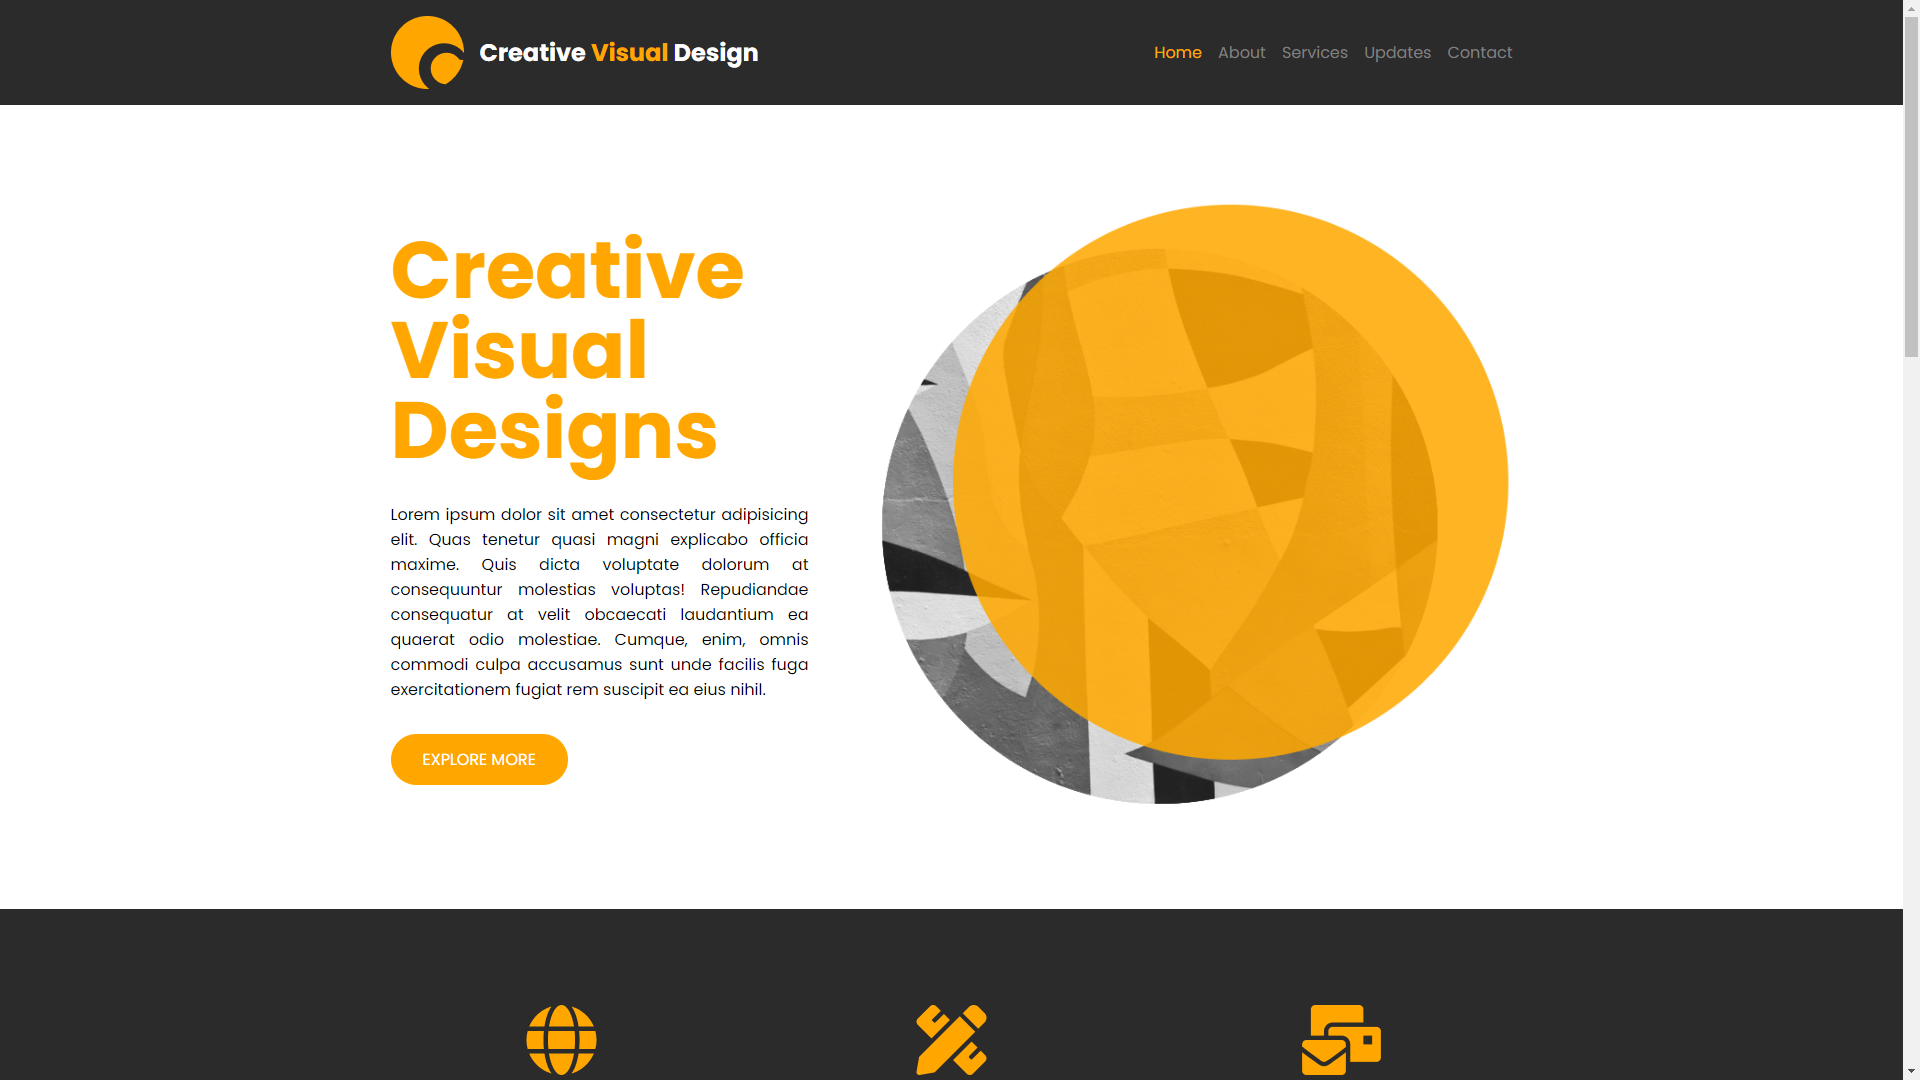 Creative Visual Design
Home About Services Updates Contact
Creative
Visual
Designs
Lorem ipsum dolor sit amet consectetur adipisicing
elit. Quas tenetur quasi magni explicabo officia
maxime. Quis dicta voluptate dolorum at
consequuntur molestias voluptas! Repudiandae
consequatur at velit obcaecati laudantium ea
quaerat odio molestiae. Cumque, enim, omnis
commodi culpa accusamus sunt unde facilis fuga
exercitationem fugiat rem suscipit ea eius nihil.
EXPLORE MORE